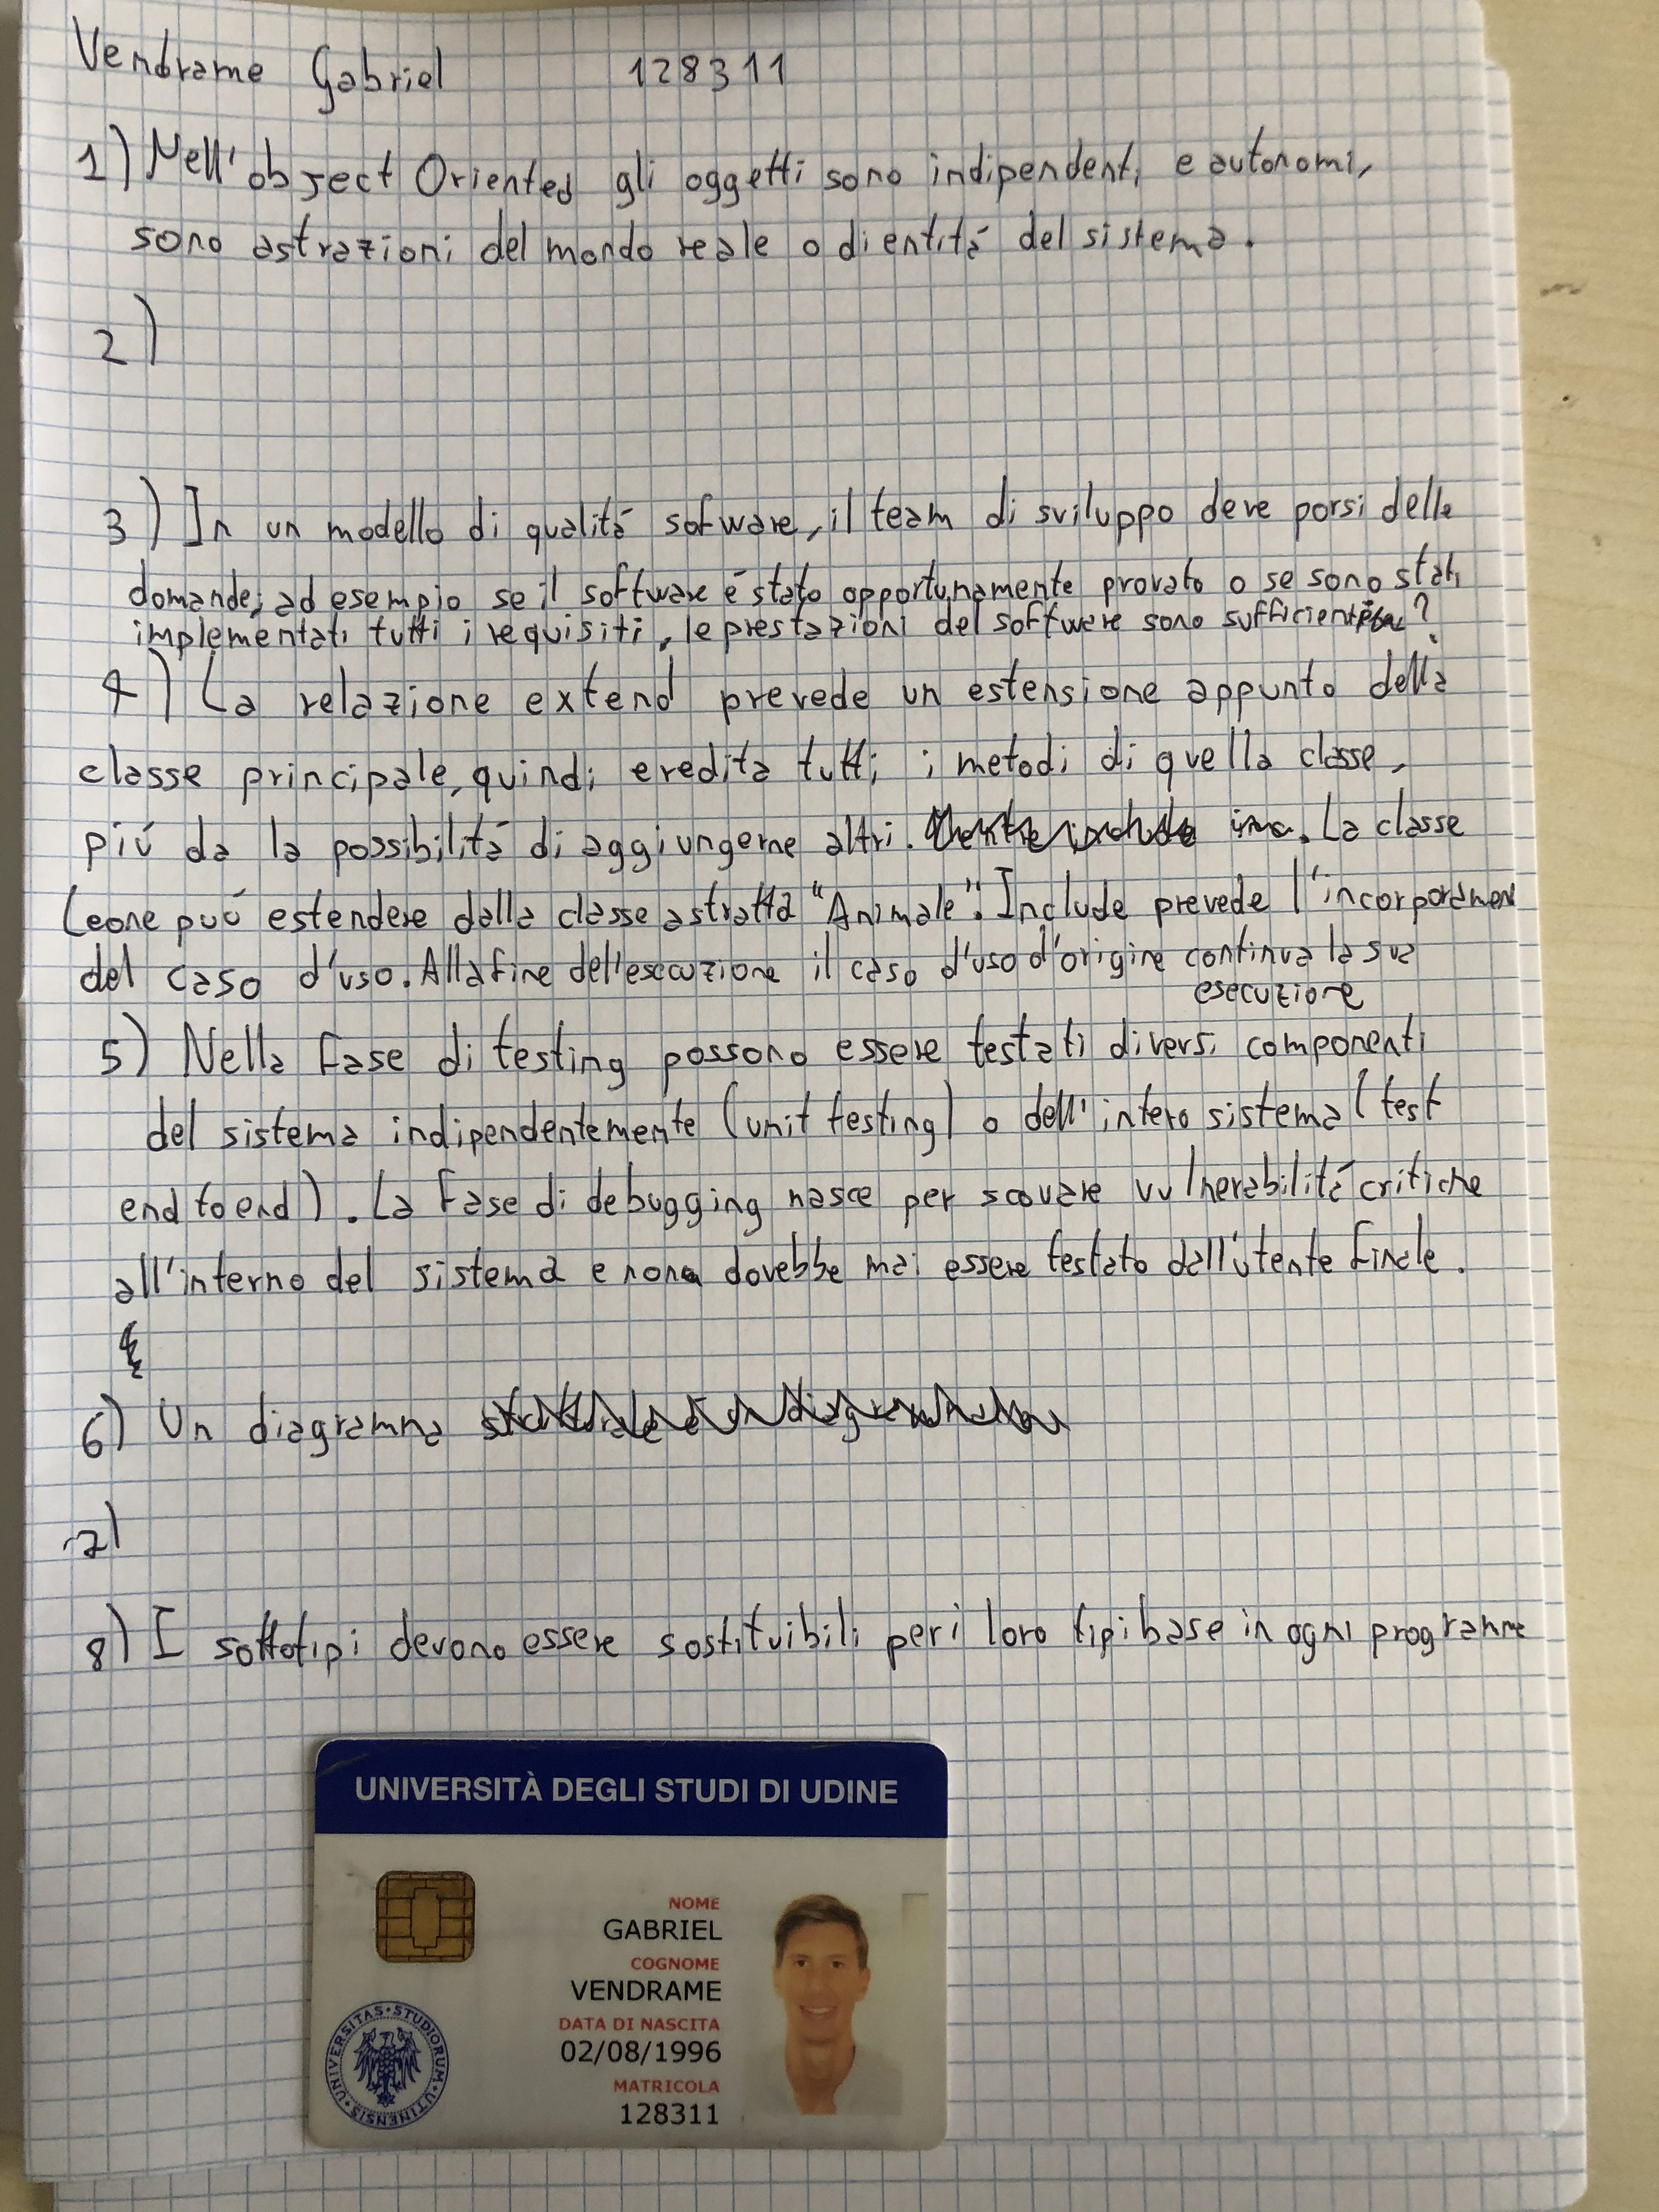 Vendrame Gabriel 128311
1) Nell'object Oriented gli oggetti sono indipendenti e autonomi,
sono astrazioni del mondo reale o di entitá del sistema.
2)
3) In un modello di qualitá sofware, il team di sviluppo deve porsi delle
domande, ad esempio se il software é stato opportunamente provato o se sono stati
implementati tutti i requisiti, le prestazioni del software sono sufficienti?
4) La relazione extend prevede un estensione appunto della
classe principale, quindi eredita tutti i metodi di quella classe,
piú da la possibilitá di aggiungerne altri. La classe
Leone puó estendere dalla classe astratta "Animale". Include prevede l'incorporamen
del caso d'uso. Alla fine dell'esecuzione il caso d'uso d'origine continua la sua
esecuzione
5) Nella fase di testing possono essere testati diversi componenti
del sistema indipendentemente (unit testing) o dell'intero sistema (test
end to end). La fase di debugging nasce per scovare vulnerabilitá critiche
all'interno del sistema e non dovebbe mai essere testato dall'utente finale.
6) Un diagramma
7)
8) I sottotipi devono essere sostituibili per i loro tipi base in ogni programma
UNIVERSITÀ DEGLI STUDI DI UDINE
NOME
GABRIEL
COGNOME
VENDRAME
DATA DI NASCITA
02/08/1996
MATRICOLA
128311
UNIVERSITAS·STUDIORUM·UTINENSIS